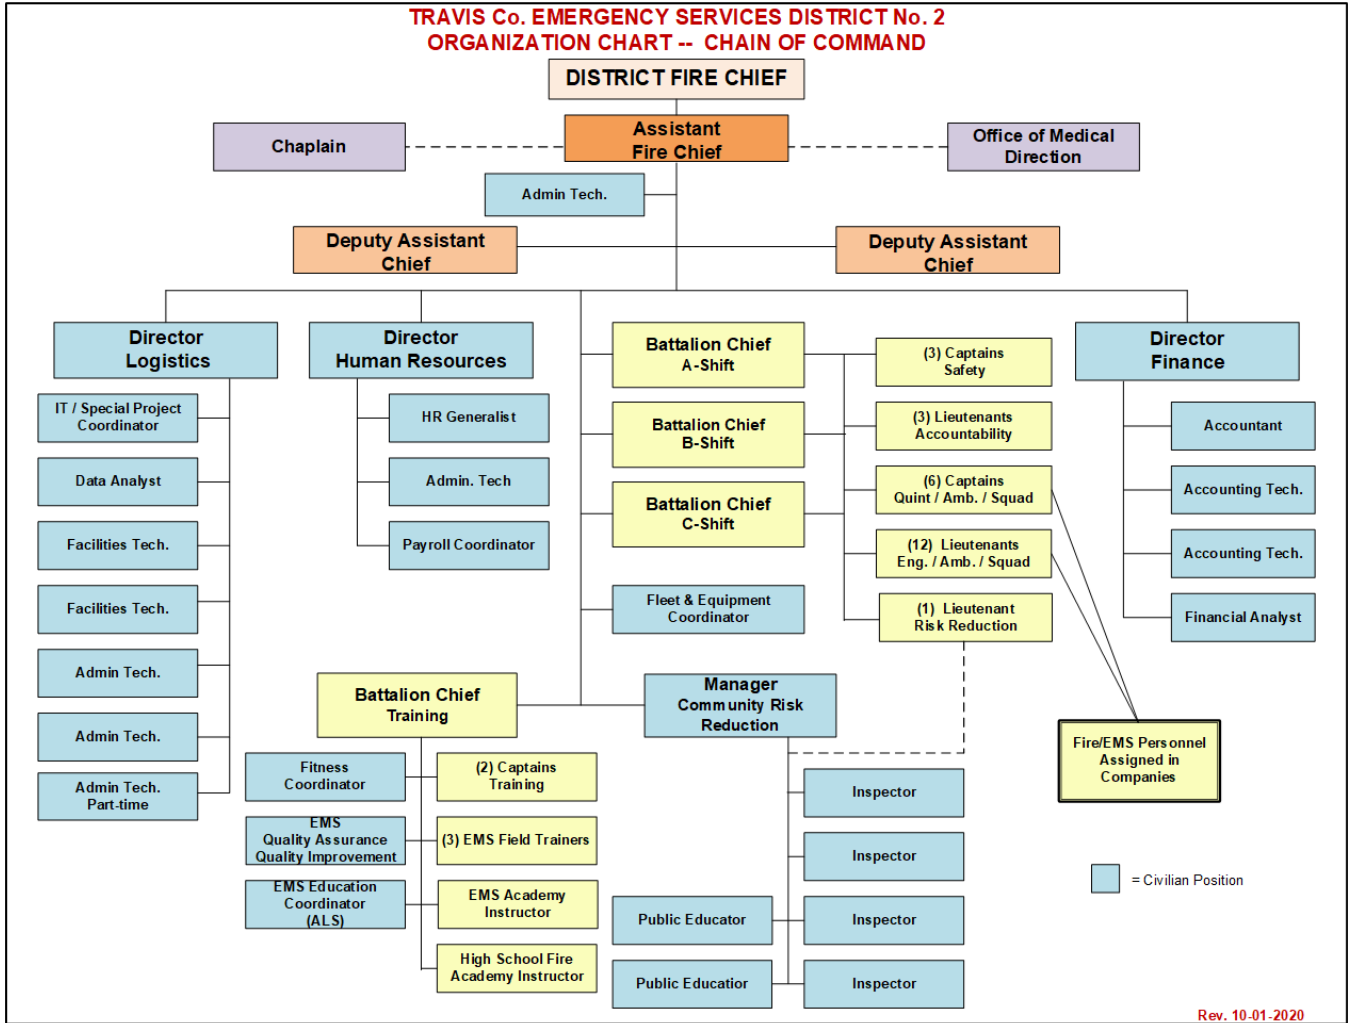 TRAVIS Co. EMERGENCY SERVICES DISTRICT No. 2
ORGANIZATION CHART -- CHAIN OF COMMAND
DISTRICT FIRE CHIEF
Assistant
Fire Chief
Chaplain
Office of Medical
Direction
Admin Tech.
Deputy Assistant
Chief
Deputy Assistant
Chief
Director
Logistics
IT / Special Project
Coordinator
Data Analyst
Facilities Tech.
Facilities Tech.
Admin Tech.
Admin Tech.
Admin Tech.
Part-time
Director
Human Resources
HR Generalist
Admin. Tech
Payroll Coordinator
Battalion Chief
A-Shift
Battalion Chief
B-Shift
Battalion Chief
C-Shift
Fleet & Equipment
Coordinator
(3) Captains
Safety
(3) Lieutenants
Accountability
(6) Captains
Quint / Amb. / Squad
(12) Lieutenants
Eng. / Amb. / Squad
(1) Lieutenant
Risk Reduction
Director
Finance
Accountant
Accounting Tech.
Accounting Tech.
Financial Analyst
Fire/EMS Personnel
Assigned in
Companies
Battalion Chief
Training
Fitness
Coordinator
(2) Captains
Training
EMS
Quality Assurance
Quality Improvement
(3) EMS Field Trainers
EMS Education
Coordinator
(ALS)
EMS Academy
Instructor
High School Fire
Academy Instructor
Manager
Community Risk
Reduction
Inspector
Inspector
Public Educator
Inspector
Public Educatior
Inspector
= Civilian Position
Rev. 10-01-2020